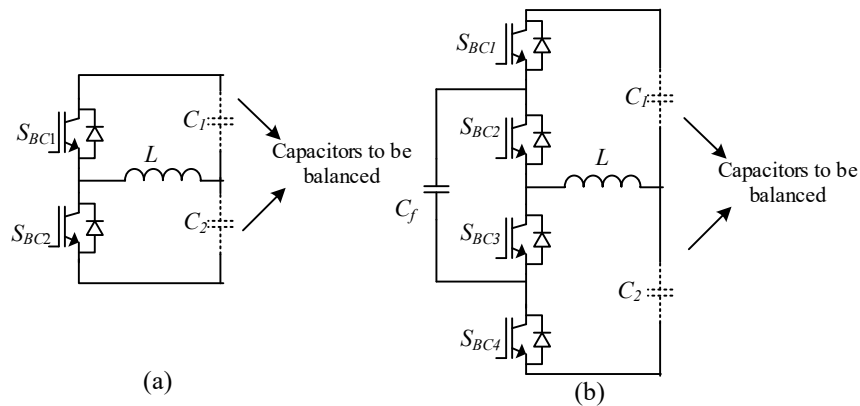 S_BC1
S_BC2
L
C_1
C_2
Capacitors to be
balanced
(a)
S_BC1
S_BC2
S_BC3
S_BC4
C_f
L
C_1
C_2
Capacitors to be
balanced
(b)